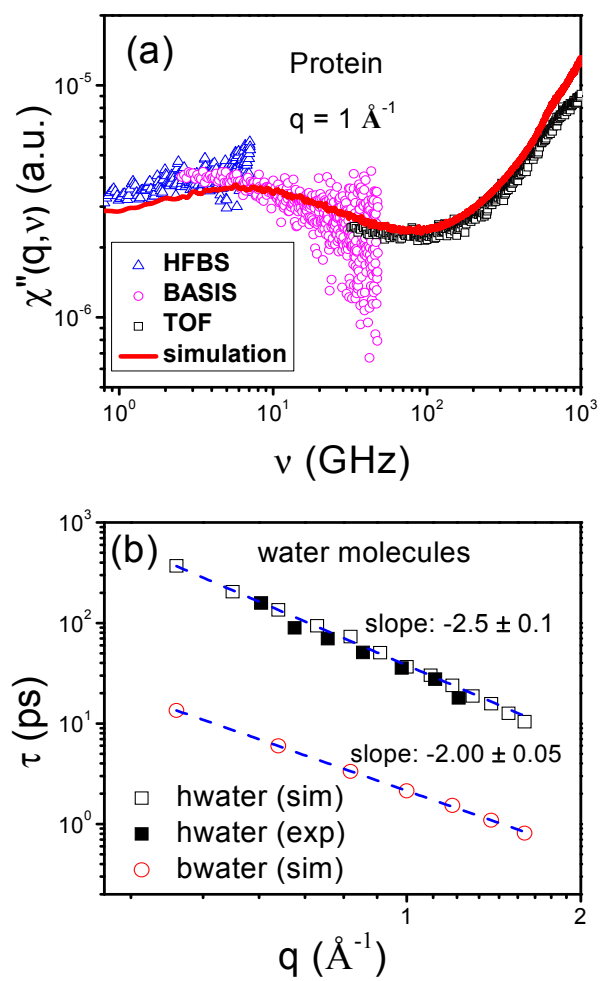 (a)
Protein
q = 1 Å⁻¹
χ''(q,ν) (a.u.)
10⁻⁵
10⁻⁶
HFBS
BASIS
TOF
simulation
10⁰ 10¹ 10² 10³
ν (GHz)
(b)
water molecules
slope: -2.5 ± 0.1
slope: -2.00 ± 0.05
τ (ps)
10³
10²
10¹
10⁰
hwater (sim)
hwater (exp)
bwater (sim)
1 2
q (Å⁻¹)